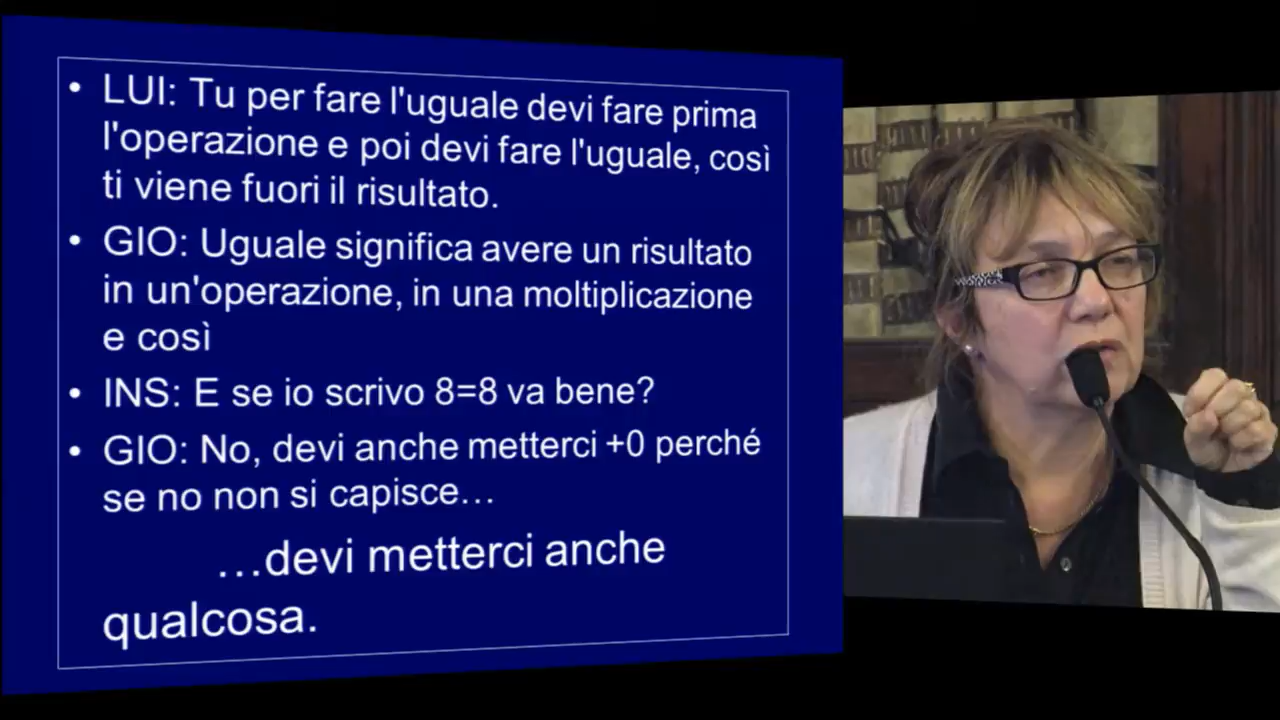 • LUI: Tu per fare l'uguale devi fare prima
l'operazione e poi devi fare l'uguale, così
ti viene fuori il risultato.
• GIO: Uguale significa avere un risultato
in un'operazione, in una moltiplicazione
e così
• INS: E se io scrivo 8=8 va bene?
• GIO: No, devi anche metterci +0 perché
se no non si capisce…
…devi metterci anche
qualcosa.